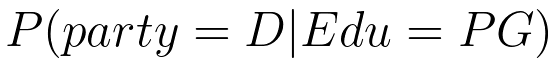 P(party = D|Edu = PG)